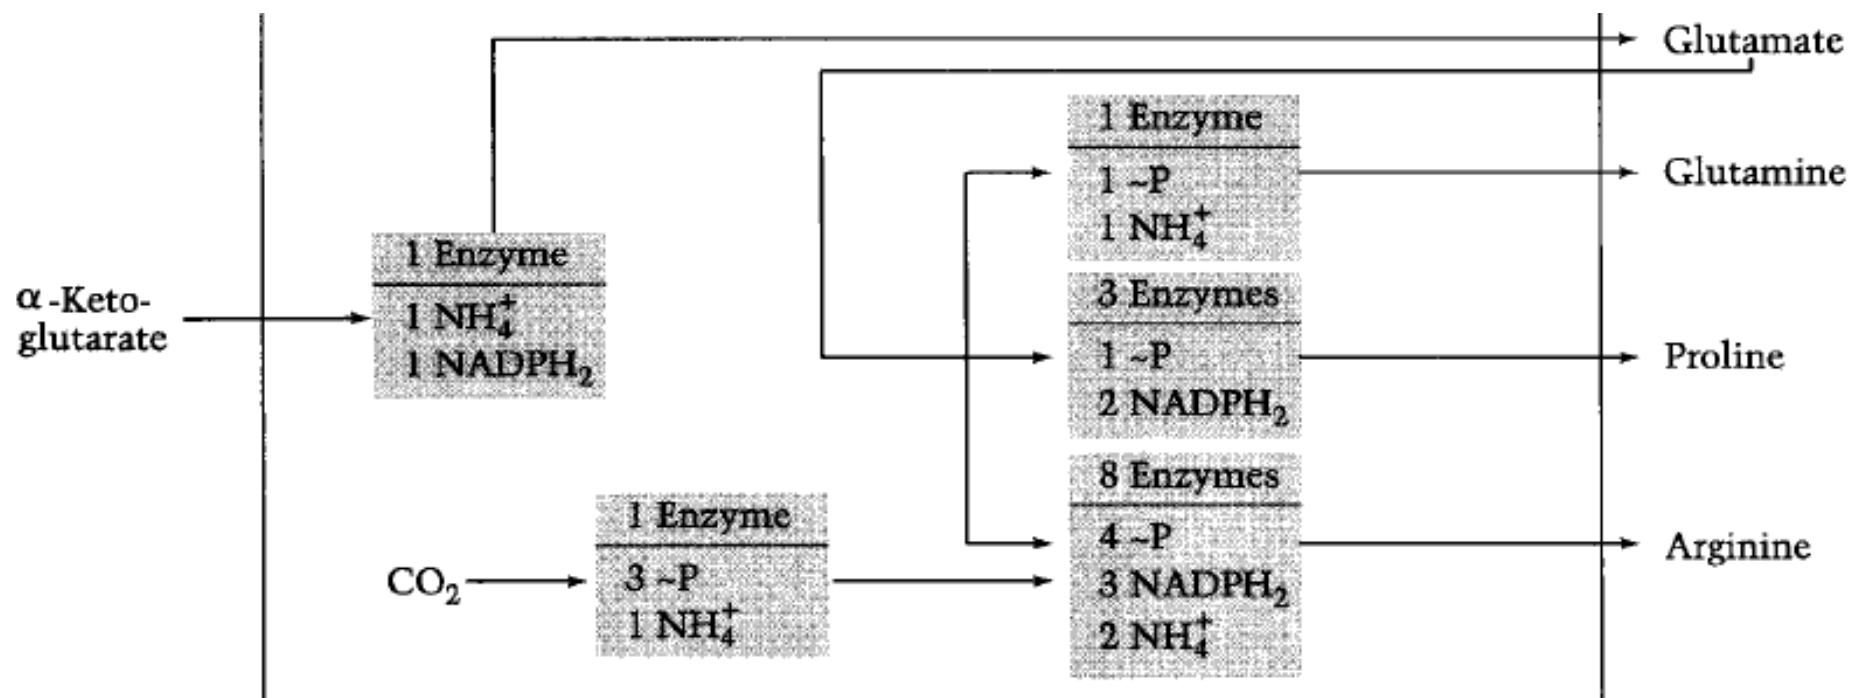 Glutamate
1 Enzyme
1 ~P
1 NH₄⁺
Glutamine
1 Enzyme
1 NH₄⁺
1 NADPH₂
α-Keto-
glutarate
3 Enzymes
1 ~P
2 NADPH₂
Proline
8 Enzymes
4 ~P
3 NADPH₂
2 NH₄⁺
Arginine
CO₂
1 Enzyme
3 ~P
1 NH₄⁺